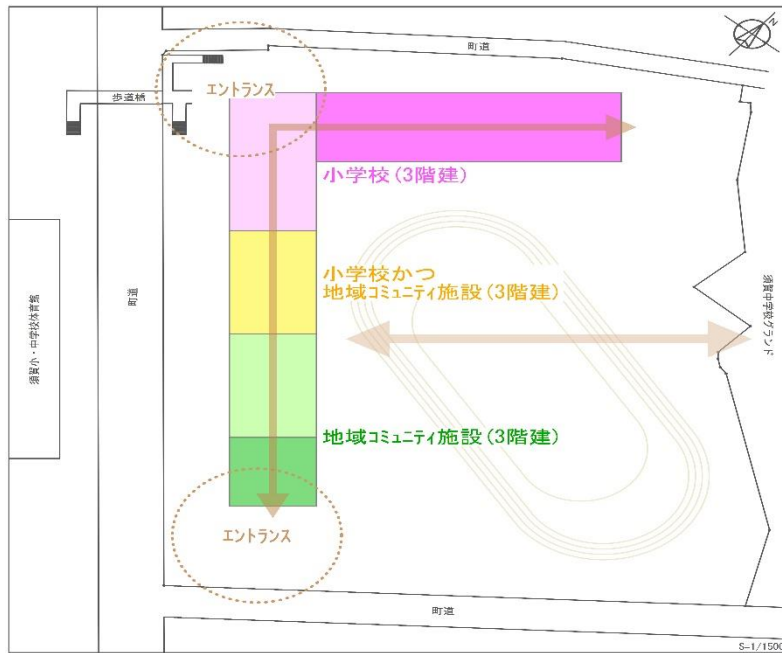 N
町道
エントランス
歩道橋
小学校(3階建)
小学校かつ
地域コミュニティ施設(3階建)
町道
須賀小・中学校体育館
須賀中学校グランド
地域コミュニティ施設(3階建)
エントランス
町道
S-1/1500